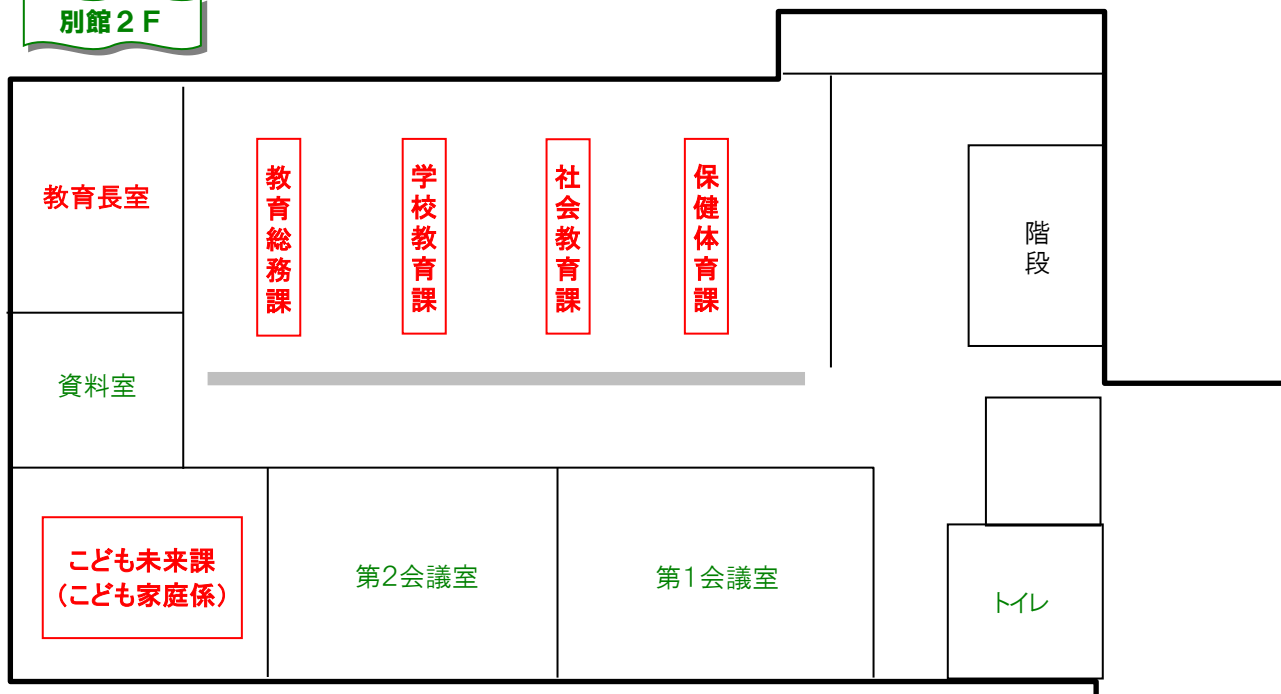 別館２Ｆ
教育長室
教育総務課
学校教育課
社会教育課
保健体育課
階段
資料室
こども未来課
（こども家庭係）
第２会議室
第１会議室
トイレ